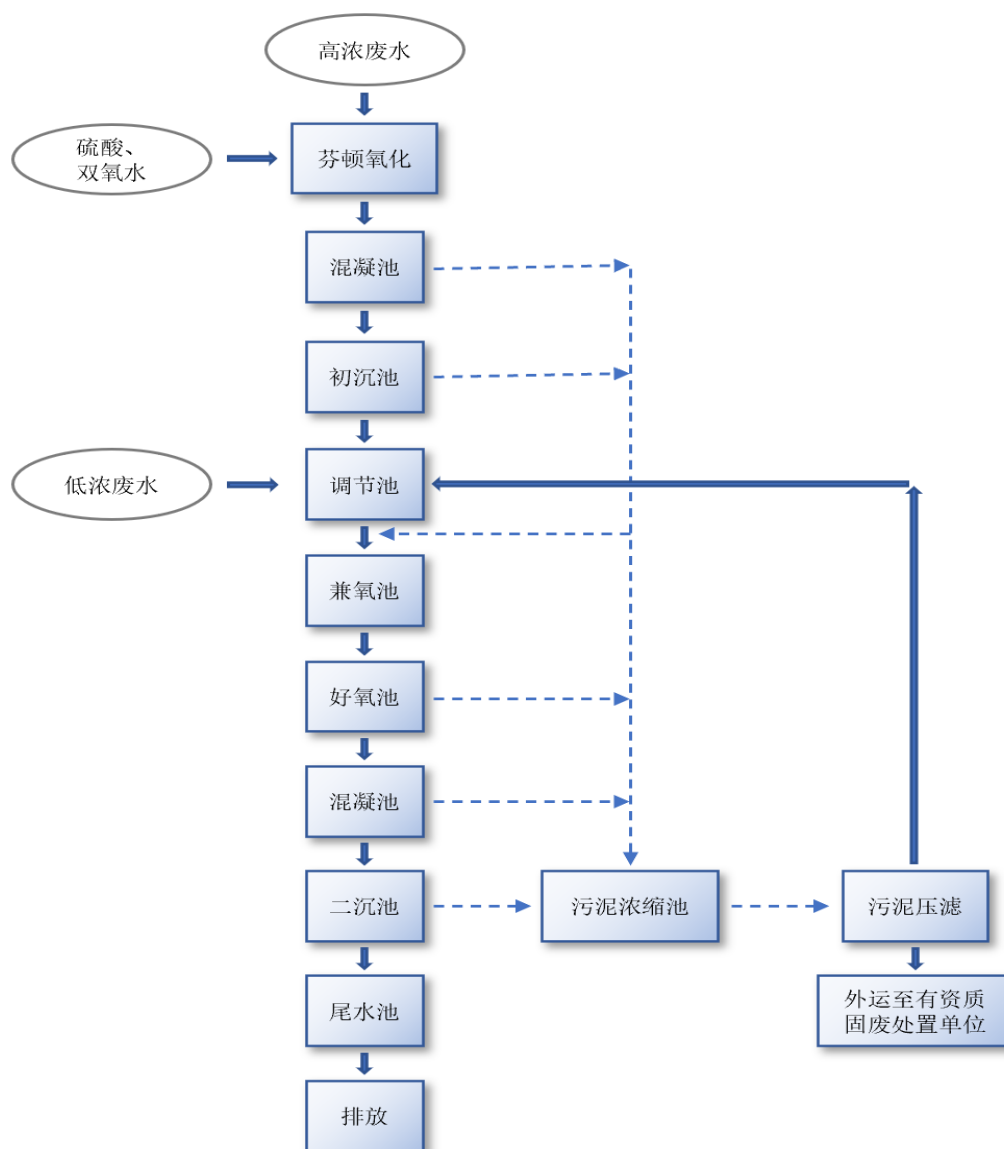 高浓废水
硫酸、
双氧水
芬顿氧化
混凝池
初沉池
低浓废水
调节池
兼氧池
好氧池
混凝池
二沉池
污泥浓缩池
污泥压滤
尾水池
外运至有资质
固废处置单位
排放